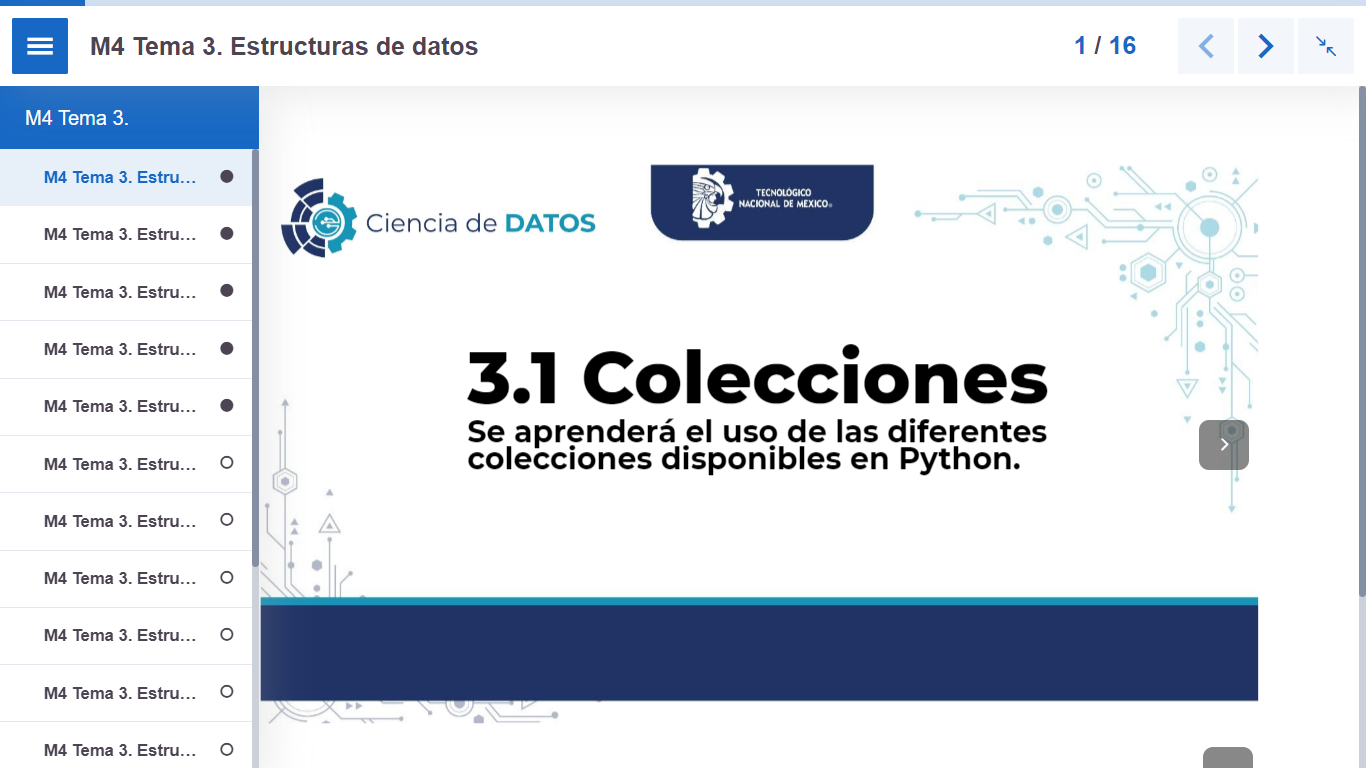 M4 Tema 3. Estructuras de datos
1 / 16
M4 Tema 3.
M4 Tema 3. Estru...
M4 Tema 3. Estru...
M4 Tema 3. Estru...
M4 Tema 3. Estru...
M4 Tema 3. Estru...
M4 Tema 3. Estru...
M4 Tema 3. Estru...
M4 Tema 3. Estru...
M4 Tema 3. Estru...
M4 Tema 3. Estru...
M4 Tema 3. Estru...
Ciencia de DATOS
TECNOLÓGICO
NACIONAL DE MÉXICO®
3.1 Colecciones
Se aprenderá el uso de las diferentes
colecciones disponibles en Python.